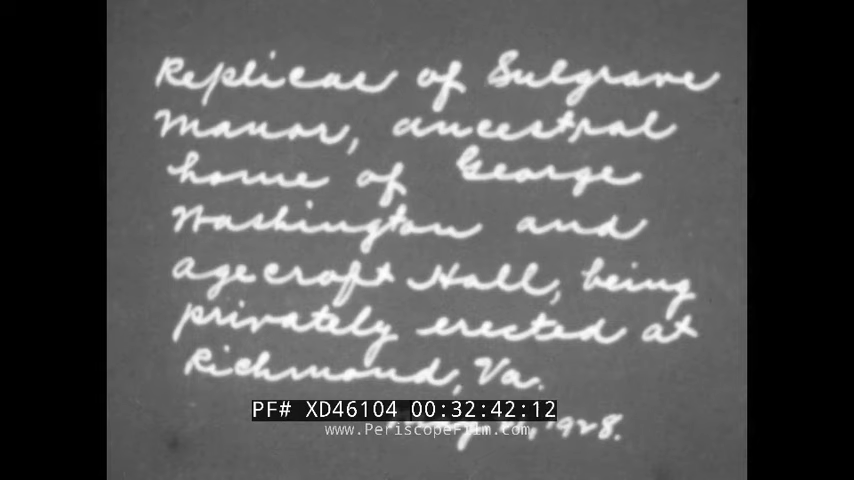 Replicas of Sulgrave
Manor, ancestral
home of George
Washington and
Agecroft Hall, being
privately erected at
Richmond, Va.
PF# XD46104 00:32:42:12
1928.
www.PeriscopeFilm.com